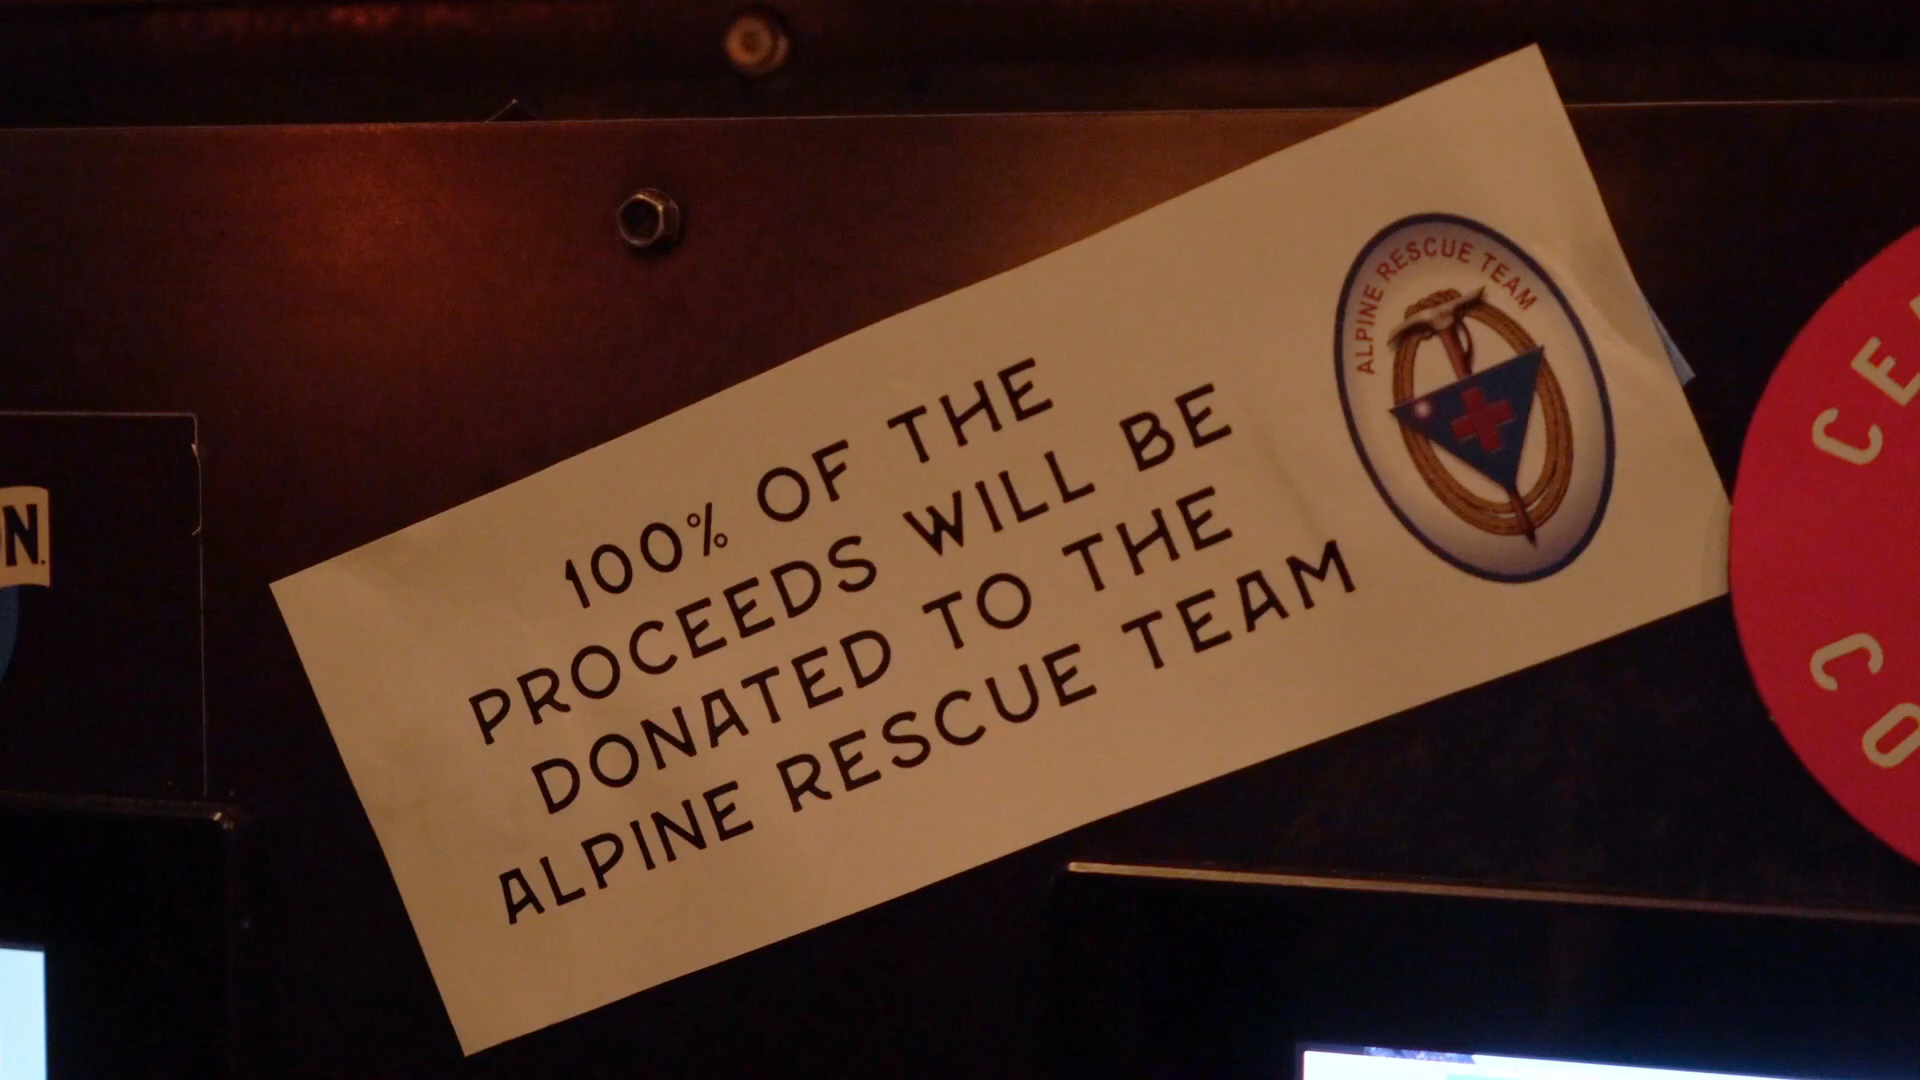 100% OF THE
PROCEEDS WILL BE
DONATED TO THE
ALPINE RESCUE TEAM
ALPINE RESCUE TEAM